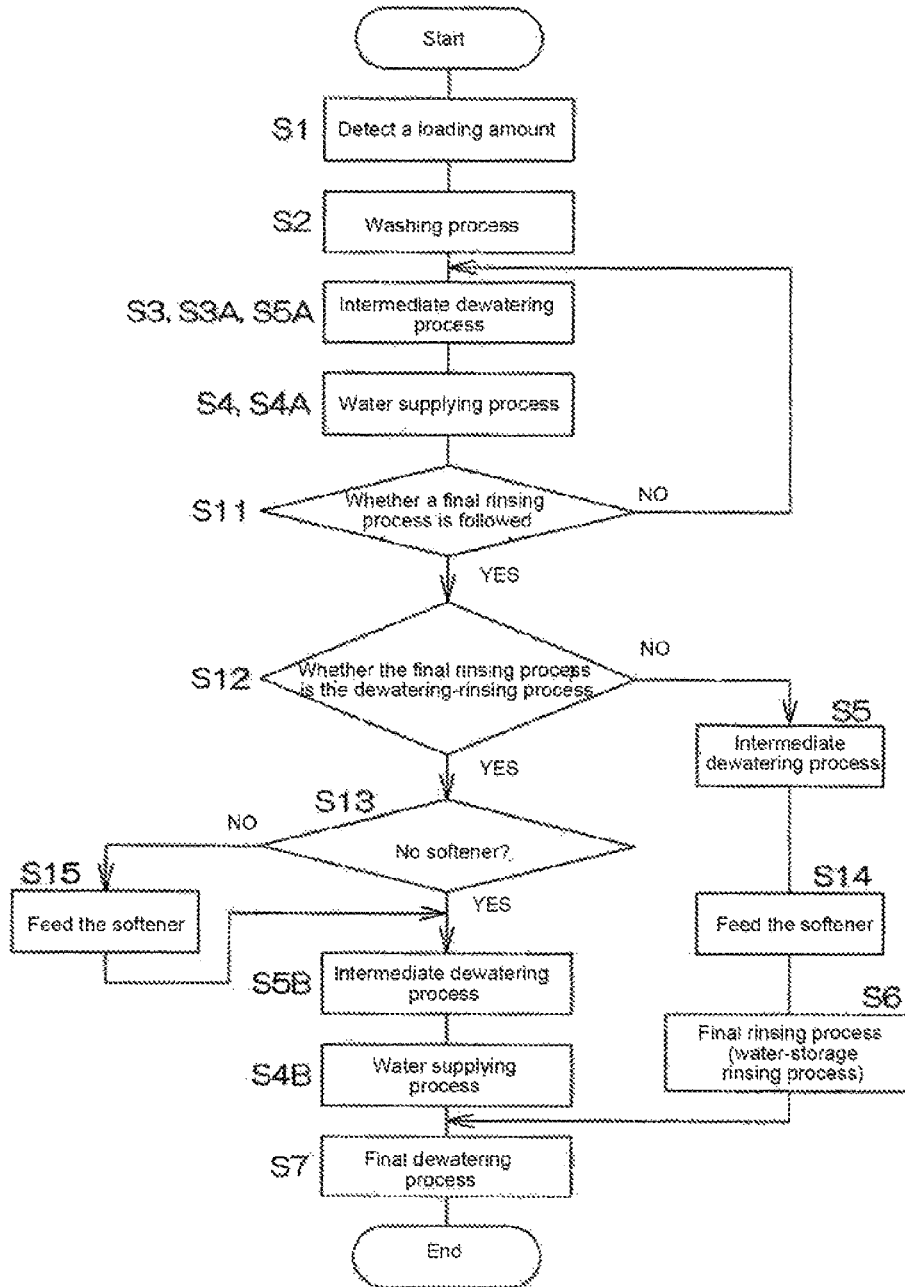 Start
S1
Detect a loading amount
S2
Washing process
S3, S3A, S5A
Intermediate dewatering
process
S4, S4A
Water supplying process
S11
Whether a final rinsing
process is followed
NO
YES
S12
Whether the final rinsing process
is the dewatering-rinsing process
NO
YES
S5
Intermediate
dewatering process
S13
No softener?
NO
YES
S15
Feed the softener
S14
Feed the softener
S5B
Intermediate dewatering
process
S6
Final rinsing process
(water-storage
rinsing process)
S4B
Water supplying
process
S7
Final dewatering
process
End